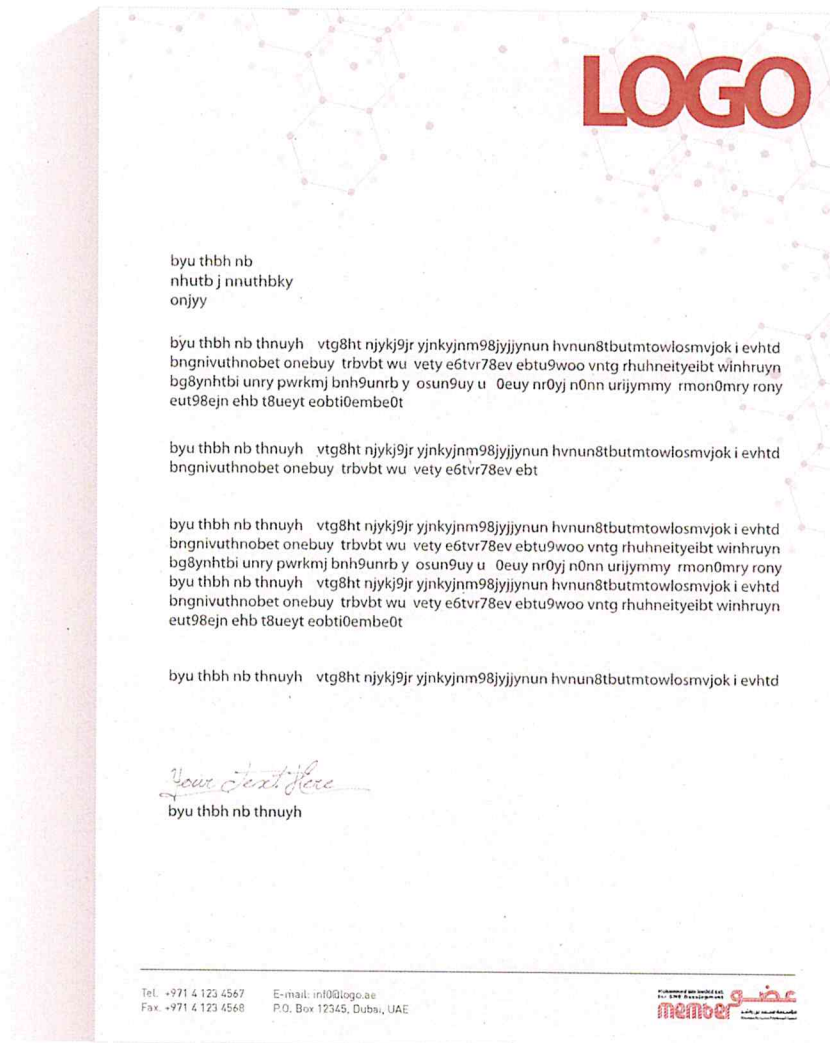 LOGO
byu thbh nb
nhutb j nnuthbky
onjyy
byu thbh nb thnuyh vtg8ht njykj9jr yjnkyjnm98jyjjynun hvnun8tbutmtowlosmvjok i evhtd
bngnivuthnobet onebuy trbvbt wu vety e6tvr78ev ebtu9woo vntg rhuhneityeibt winhruyn
bg8ynhtbi unry pwrkmj bnh9unrb y osun9uy u 0euy nr0yj n0nn urijymmy rmon0mry rony
eut98ejn ehb t8ueyt eobti0embe0t
byu thbh nb thnuyh vtg8ht njykj9jr yjnkyjnm98jyjjynun hvnun8tbutmtowlosmvjok i evhtd
bngnivuthnobet onebuy trbvbt wu vety e6tvr78ev ebt
byu thbh nb thnuyh vtg8ht njykj9jr yjnkyjnm98jyjjynun hvnun8tbutmtowlosmvjok i evhtd
bngnivuthnobet onebuy trbvbt wu vety e6tvr78ev ebtu9woo vntg rhuhneityeibt winhruyn
bg8ynhtbi unry pwrkmj bnh9unrb y osun9uy u 0euy nr0yj n0nn urijymmy rmon0mry rony
byu thbh nb thnuyh vtg8ht njykj9jr yjnkyjnm98jyjjynun hvnun8tbutmtowlosmvjok i evhtd
bngnivuthnobet onebuy trbvbt wu vety e6tvr78ev ebtu9woo vntg rhuhneityeibt winhruyn
eut98ejn ehb t8ueyt eobti0embe0t
byu thbh nb thnuyh vtg8ht njykj9jr yjnkyjnm98jyjjynun hvnun8tbutmtowlosmvjok i evhtd
Your Text Here
byu thbh nb thnuyh
Tel. +971 4 123 4567
Fax. +971 4 123 4568
E-mail: inf0@logo.ae
P.O. Box 12345, Dubai, UAE
for SME Development
عضو
member